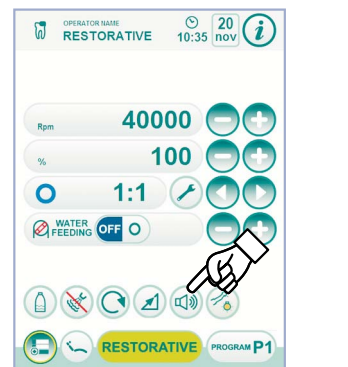 OPERATOR NAME
RESTORATIVE
10:35
20
nov
i
Rpm
40000
%
100
1:1
WATER
FEEDING
OFF
RESTORATIVE
PROGRAM P1